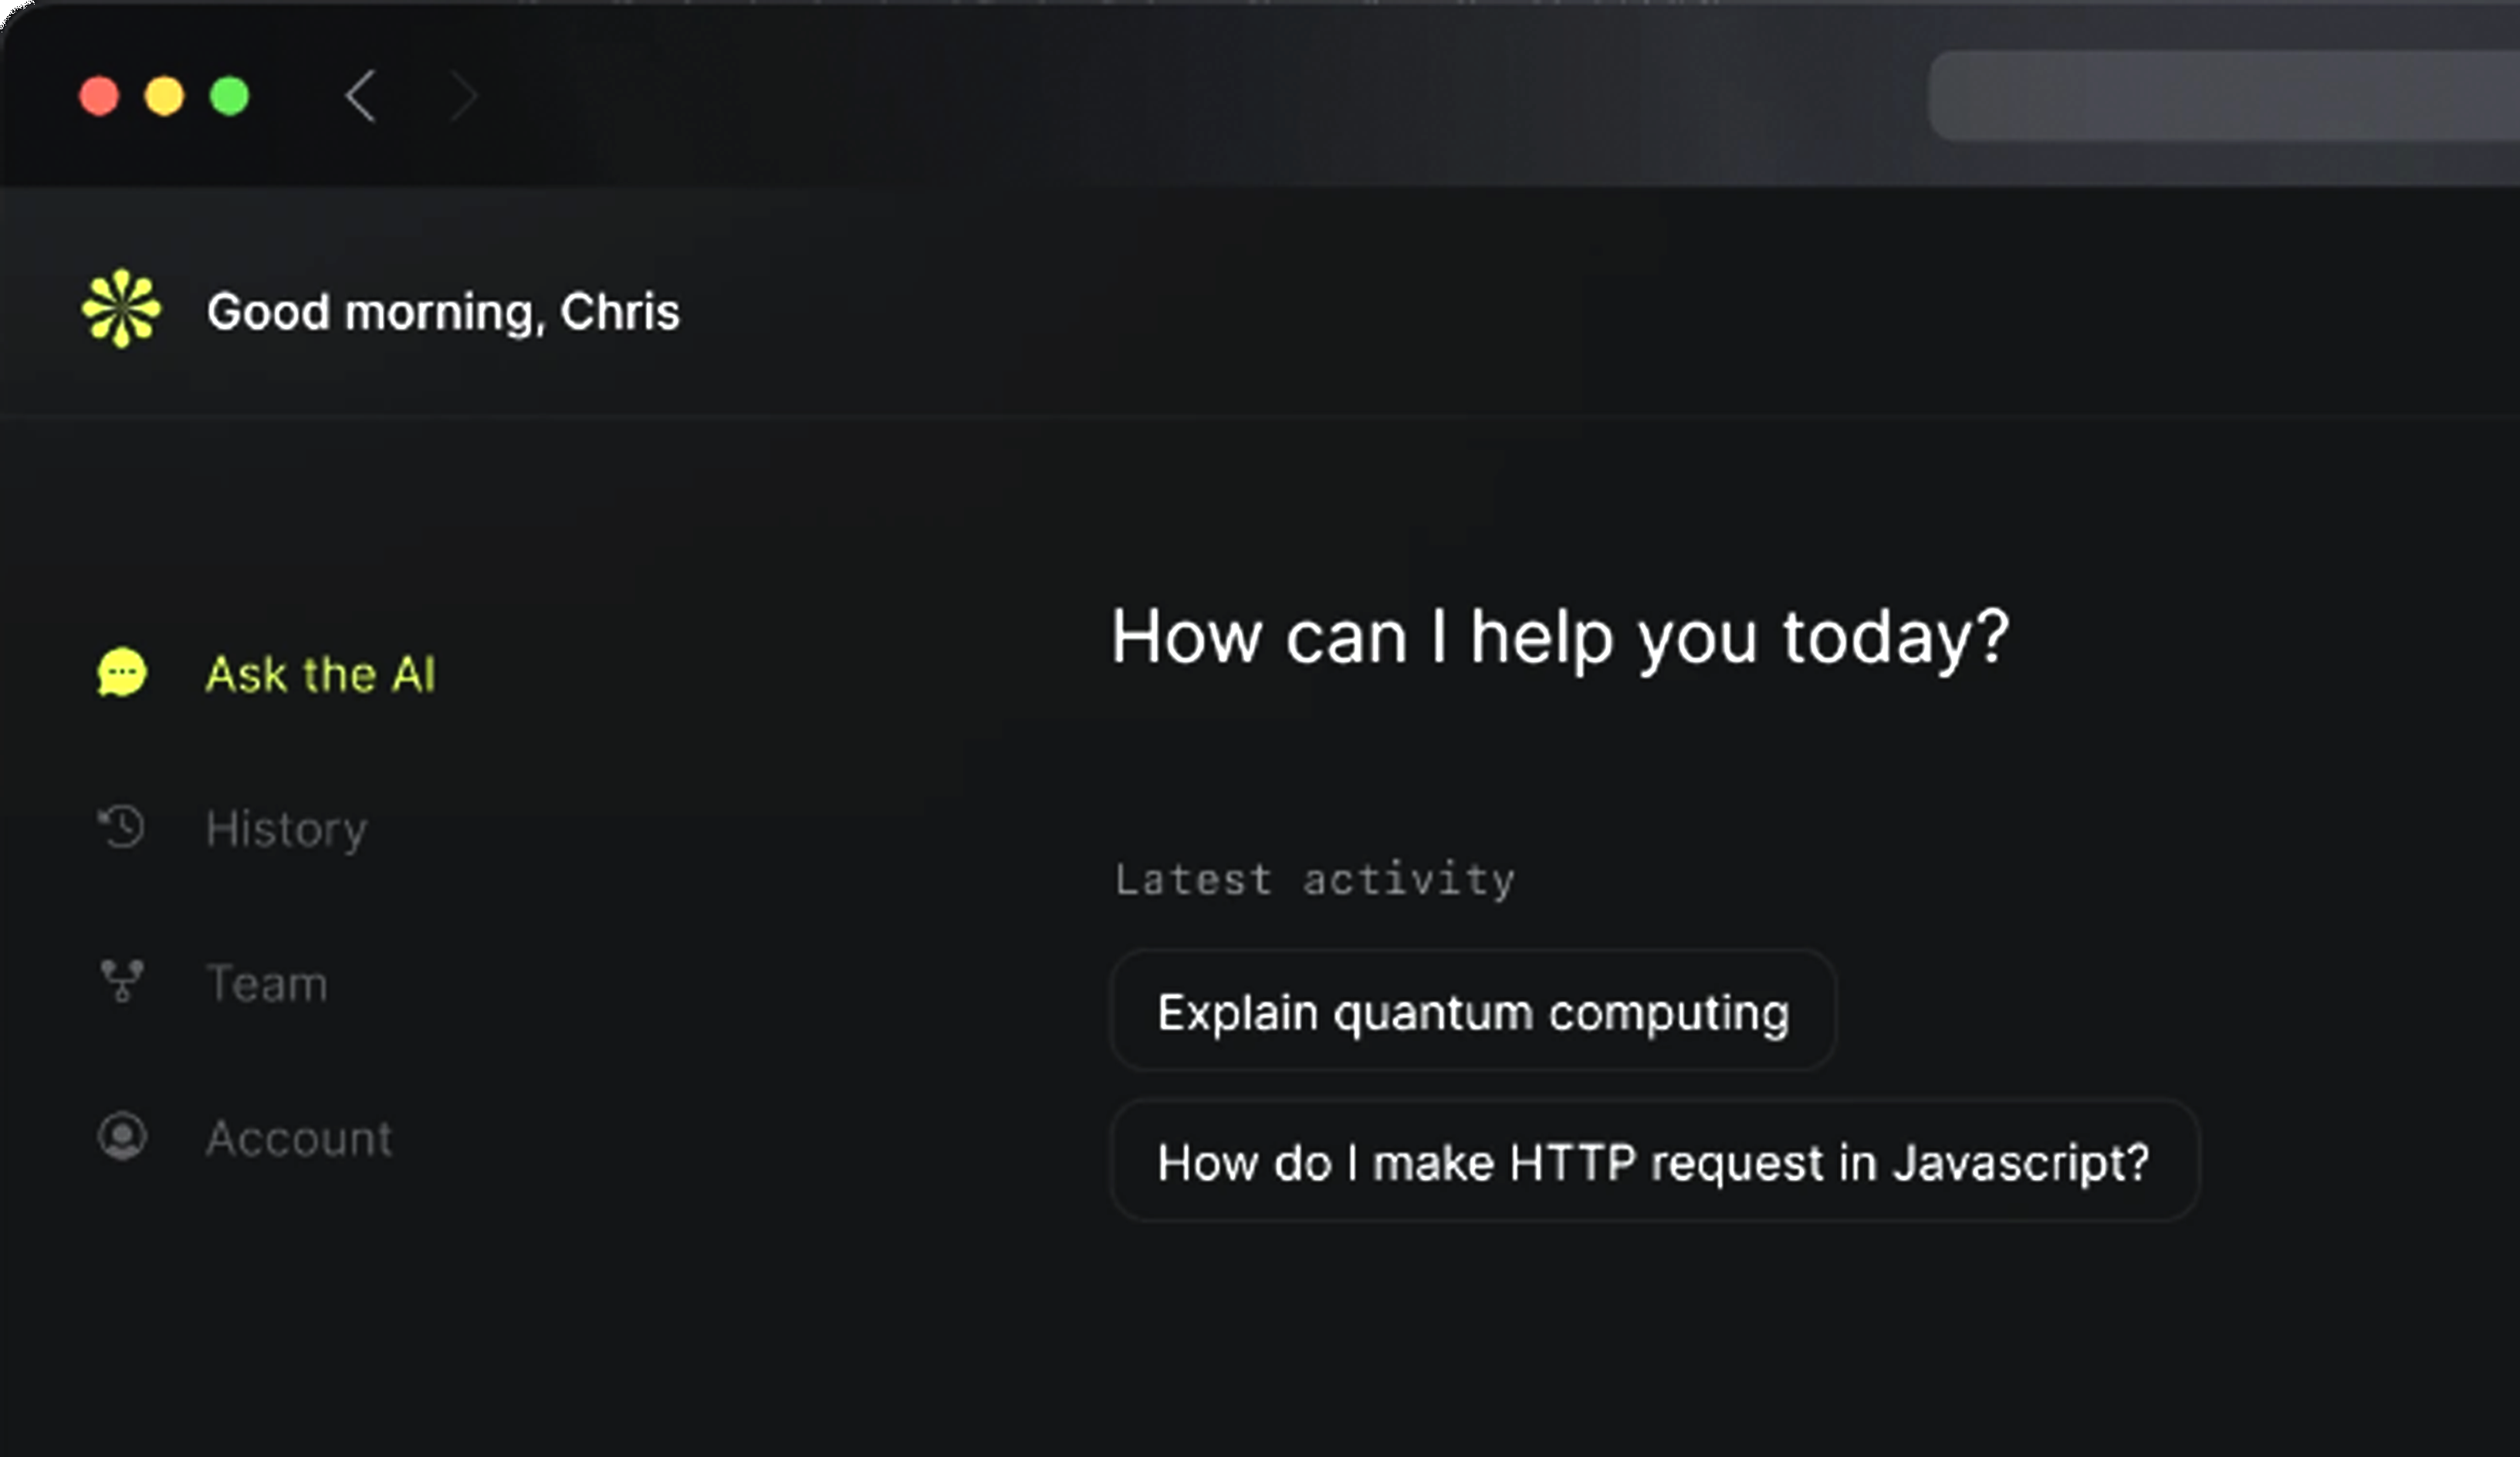 Good morning, Chris
Ask the AI
History
Team
Account
How can I help you today?
Latest activity
Explain quantum computing
How do I make HTTP request in Javascript?